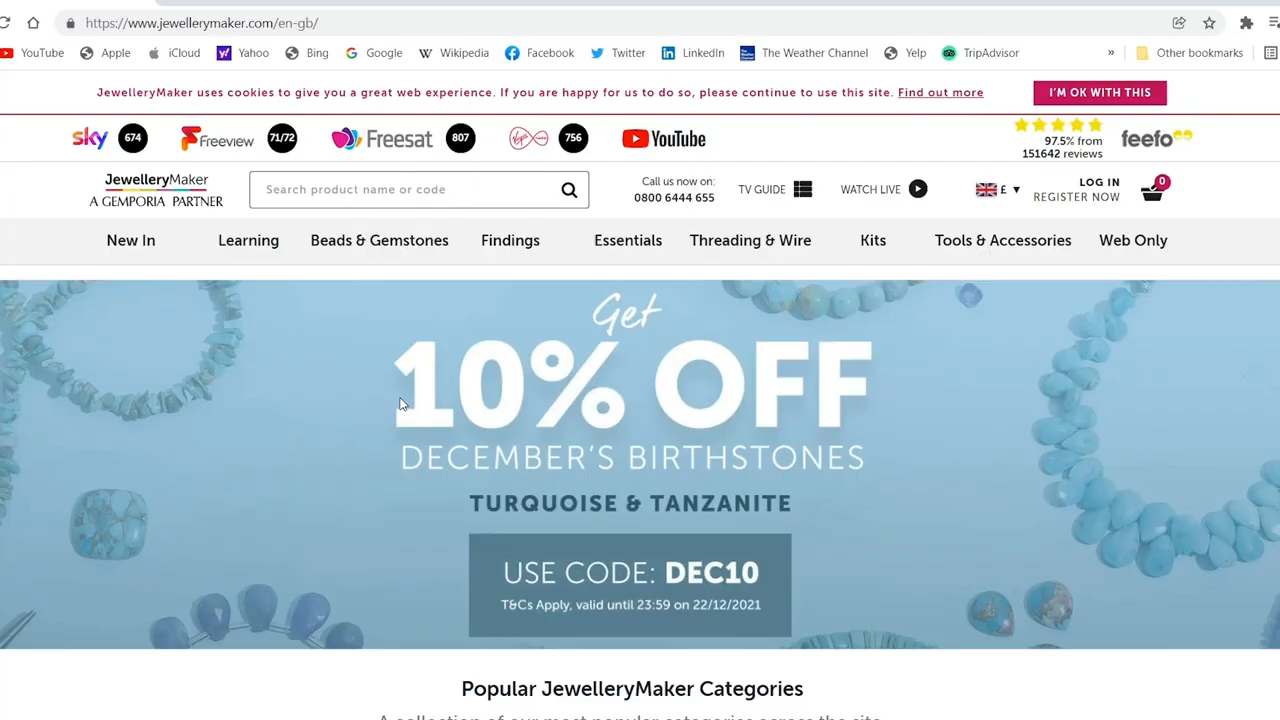 https://www.jewellerymaker.com/en-gb/
YouTube Apple iCloud Yahoo Bing Google Wikipedia Facebook Twitter LinkedIn The Weather Channel Yelp TripAdvisor » Other bookmarks
JewelleryMaker uses cookies to give you a great web experience. If you are happy for us to do so, please continue to use this site. Find out more
I'M OK WITH THIS
sky 674 Freeview 71/72 Freesat 807 Virgin media 756 YouTube
97.5% from
151642 reviews
feefo
JewelleryMaker
A GEMPORIA PARTNER
Search product name or code
Call us now on:
0800 6444 655
TV GUIDE
WATCH LIVE
£ ▼
LOG IN
REGISTER NOW
0
New In Learning Beads & Gemstones Findings Essentials Threading & Wire Kits Tools & Accessories Web Only
Get
10% OFF
DECEMBER'S BIRTHSTONES
TURQUOISE & TANZANITE
USE CODE: DEC10
T&Cs Apply, valid until 23:59 on 22/12/2021
Popular JewelleryMaker Categories
A collection of our most popular categories across the site